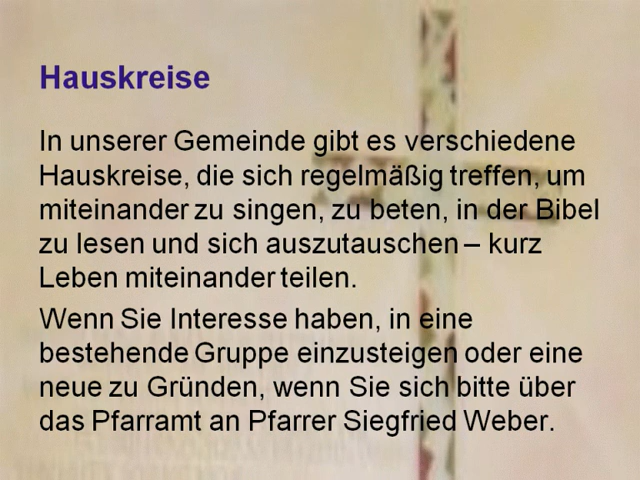 Hauskreise
In unserer Gemeinde gibt es verschiedene
Hauskreise, die sich regelmäßig treffen, um
miteinander zu singen, zu beten, in der Bibel
zu lesen und sich auszutauschen – kurz
Leben miteinander teilen.
Wenn Sie Interesse haben, in eine
bestehende Gruppe einzusteigen oder eine
neue zu Gründen, wenn Sie sich bitte über
das Pfarramt an Pfarrer Siegfried Weber.